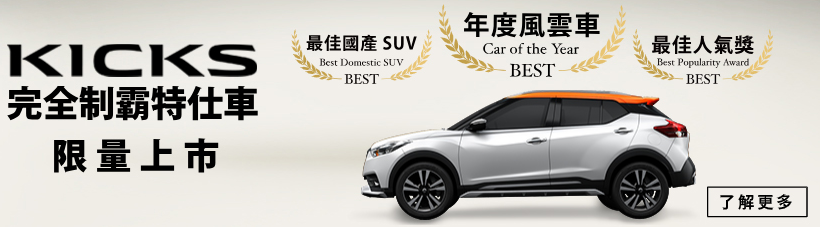 KICKS
完全制霸特仕車
限量上市
最佳國產 SUV
Best Domestic SUV
BEST
年度風雲車
Car of the Year
BEST
最佳人氣獎
Best Popularity Award
BEST
了解更多